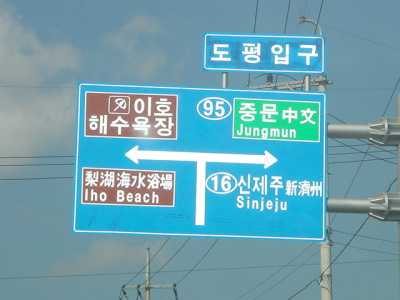 도평입구
이호
해수욕장
梨湖海水浴場
Iho Beach
95
중문 中文
Jungmun
16
신제주 新濟州
Sinjeju